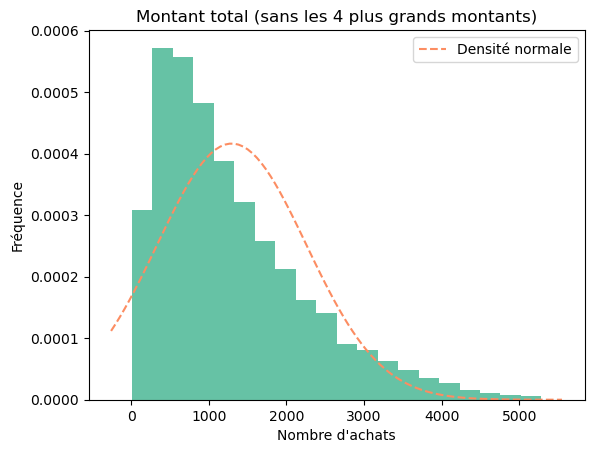 Montant total (sans les 4 plus grands montants)
Densité normale
Fréquence
0.0006
0.0005
0.0004
0.0003
0.0002
0.0001
0.0000
0 1000 2000 3000 4000 5000
Nombre d'achats